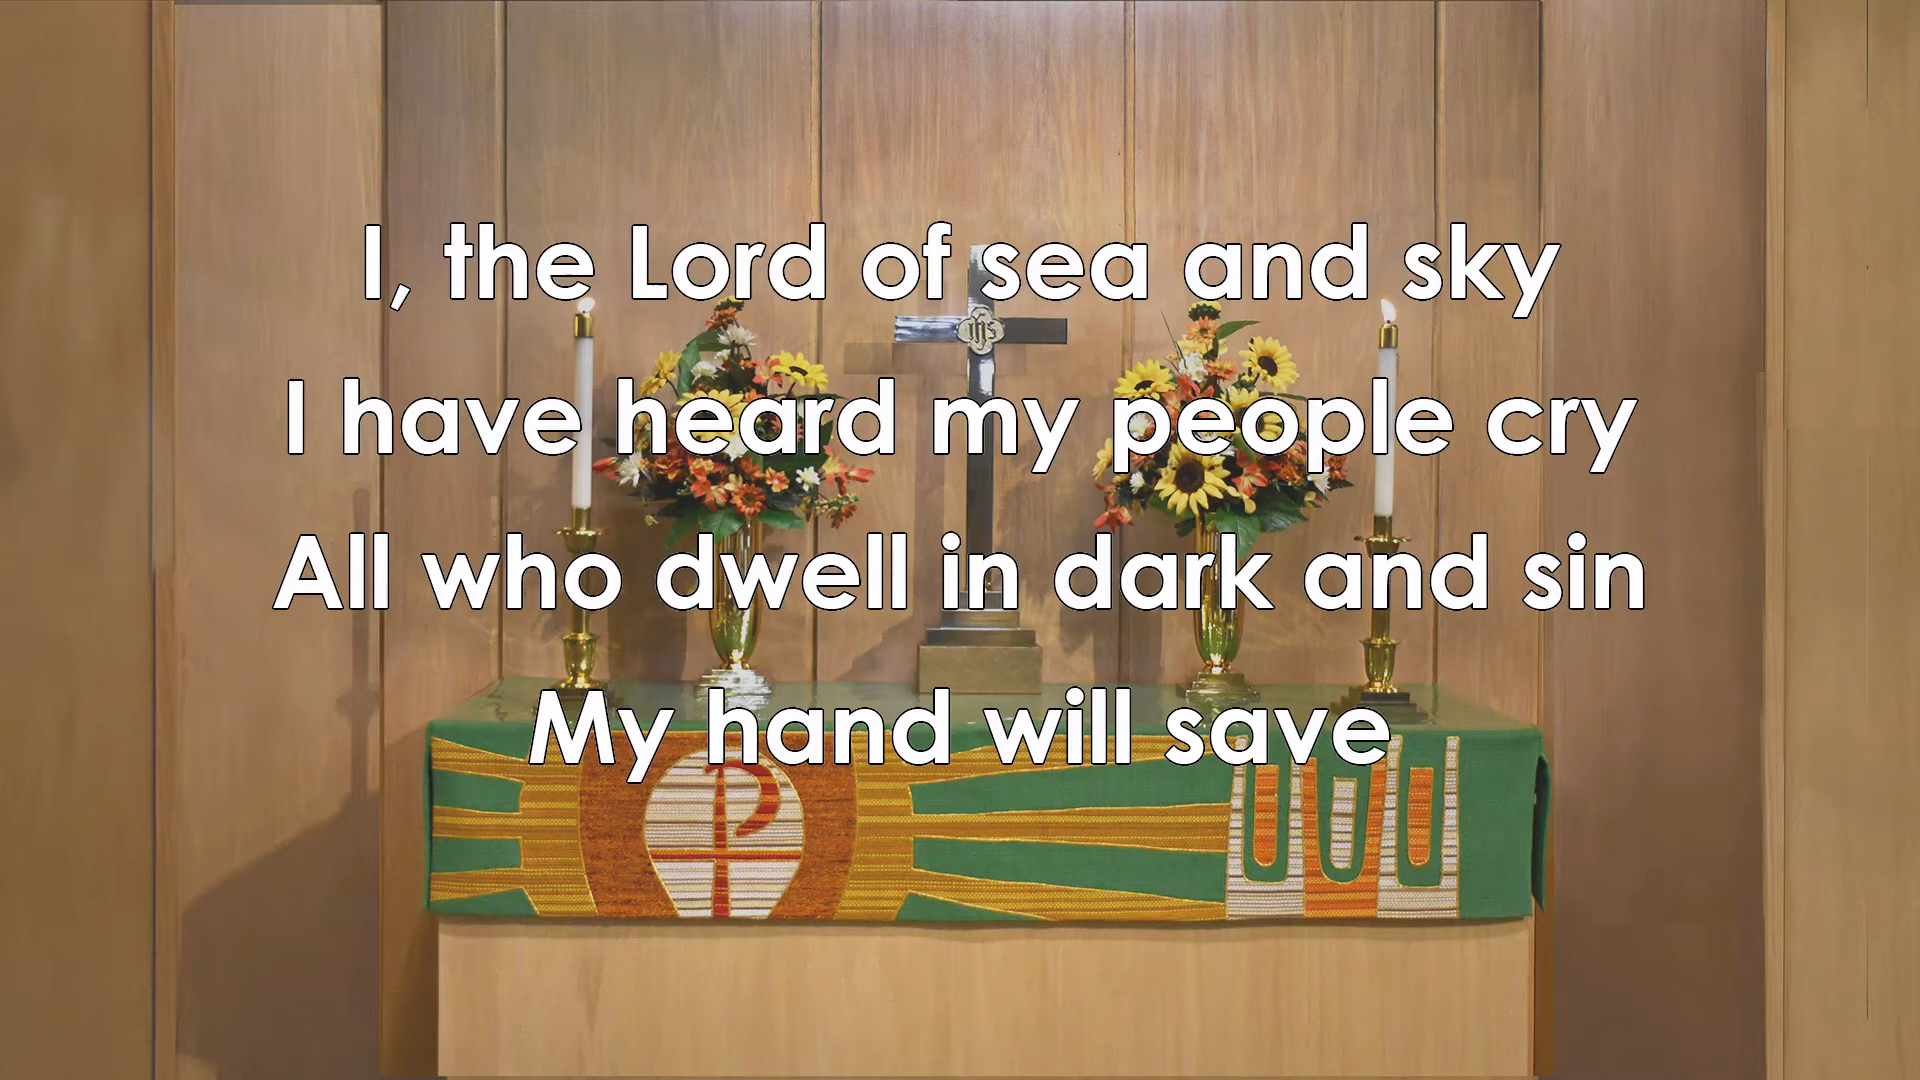 I, the Lord of sea and sky
ihs
I have heard my people cry
All who dwell in dark and sin
My hand will save